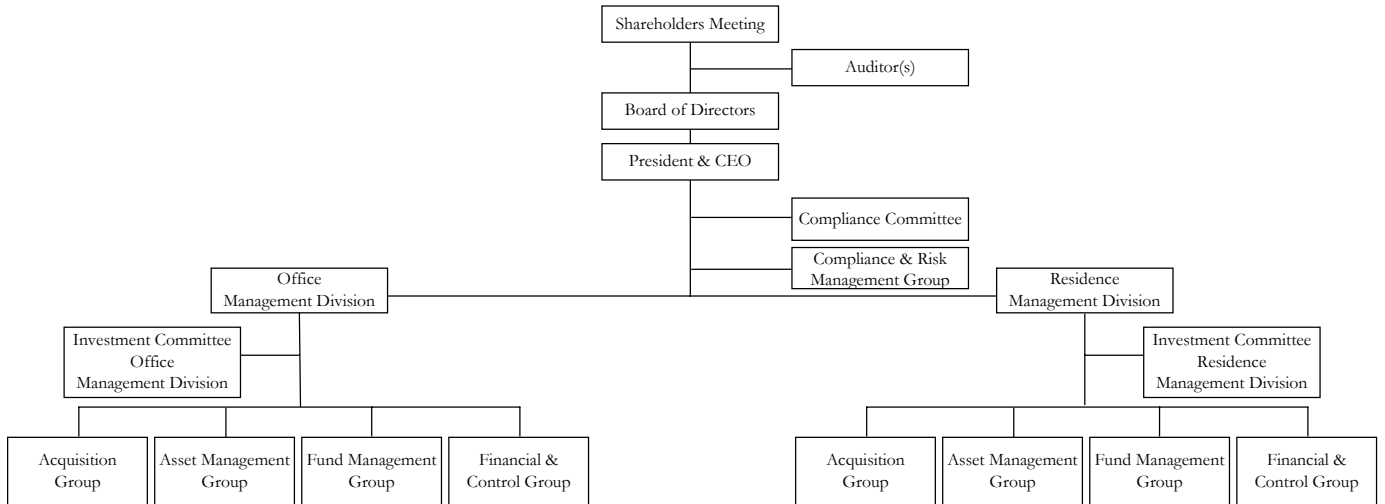 Shareholders Meeting
Auditor(s)
Board of Directors
President & CEO
Compliance Committee
Compliance & Risk
Management Group
Office
Management Division
Residence
Management Division
Investment Committee
Office
Management Division
Investment Committee
Residence
Management Division
Acquisition
Group
Asset Management
Group
Fund Management
Group
Financial &
Control Group
Acquisition
Group
Asset Management
Group
Fund Management
Group
Financial &
Control Group